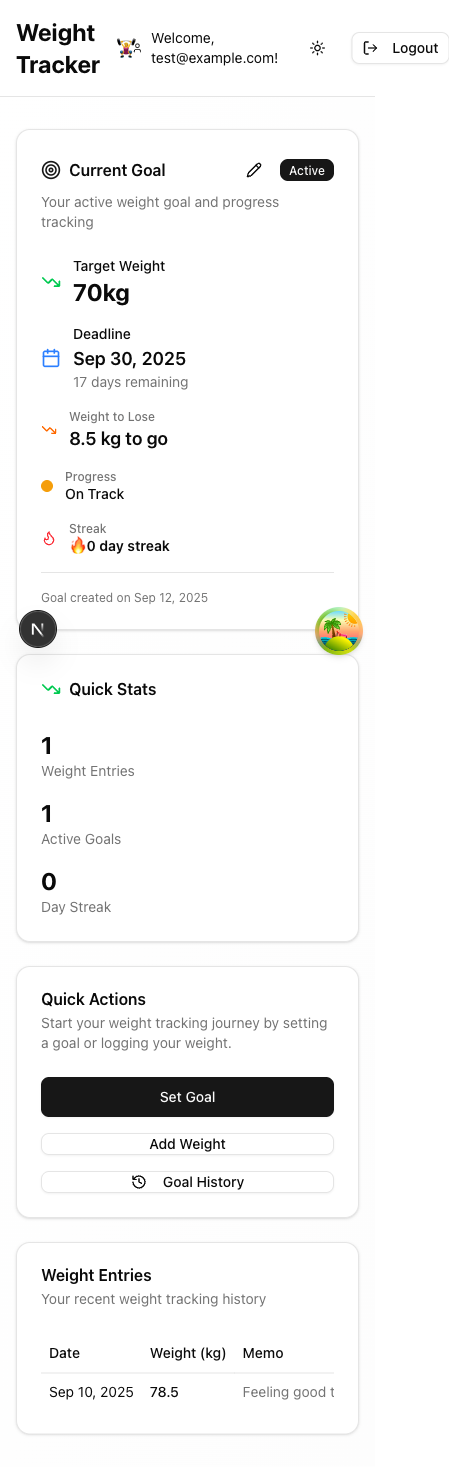 Weight
Tracker
Welcome,
test@example.com!
Logout
Current Goal
Active
Your active weight goal and progress
tracking
Target Weight
70kg
Deadline
Sep 30, 2025
17 days remaining
Weight to Lose
8.5 kg to go
Progress
On Track
Streak
🔥0 day streak
Goal created on Sep 12, 2025
N
Quick Stats
1
Weight Entries
1
Active Goals
0
Day Streak
Quick Actions
Start your weight tracking journey by setting
a goal or logging your weight.
Set Goal
Add Weight
Goal History
Weight Entries
Your recent weight tracking history
Date Weight (kg) Memo
Sep 10, 2025 78.5 Feeling good t